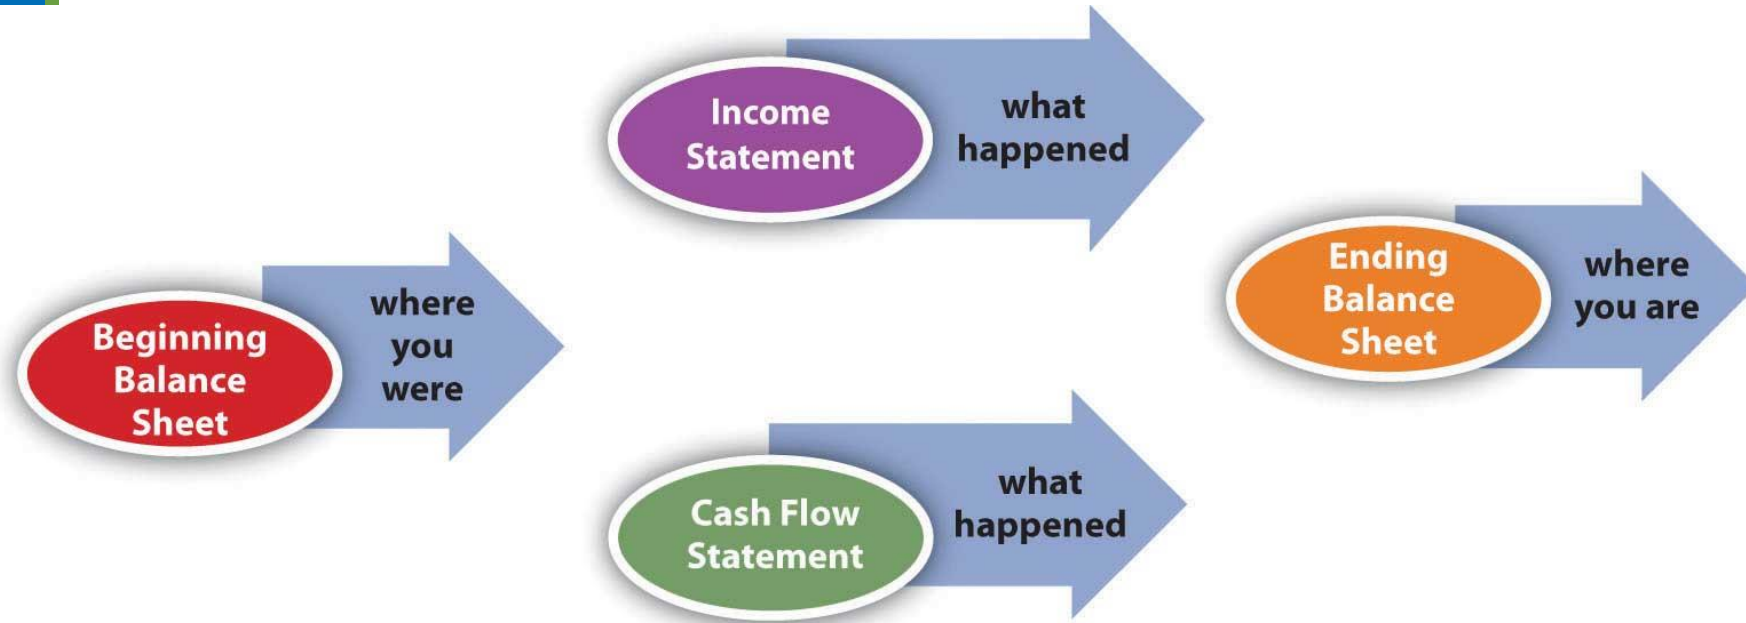 Beginning
Balance
Sheet
where
you
were
Income
Statement
what
happened
Cash Flow
Statement
what
happened
Ending
Balance
Sheet
where
you are